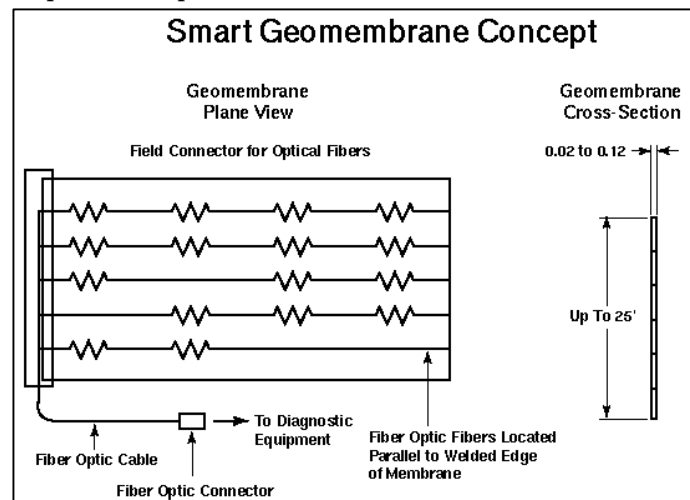 Smart Geomembrane Concept
Geomembrane
Plane View
Geomembrane
Cross-Section
Field Connector for Optical Fibers
0.02 to 0.12
Up To 25'
To Diagnostic
Equipment
Fiber Optic Cable
Fiber Optic Connector
Fiber Optic Fibers Located
Parallel to Welded Edge
of Membrane